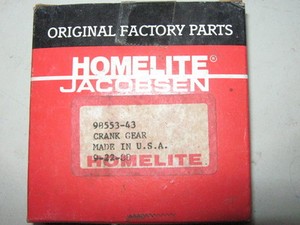 ORIGINAL FACTORY PARTS
HOMELITE®
JACOBSEN
98553-43
CRANK GEAR
MADE IN U.S.A.
HOMELITE